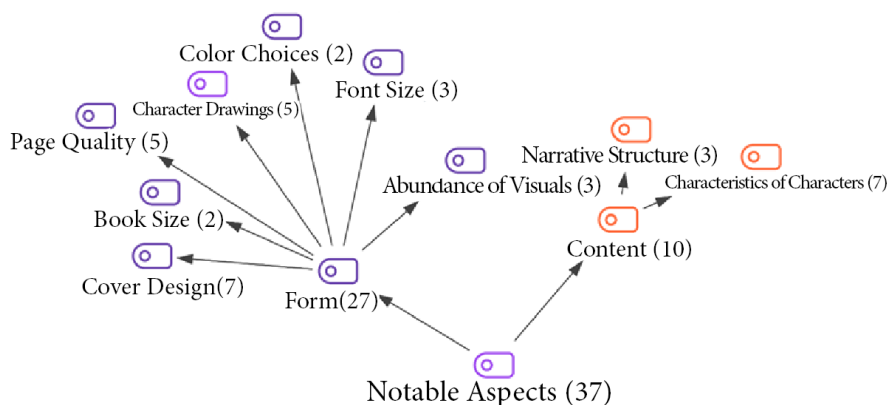 Color Choices (2)
Font Size (3)
Character Drawings (5)
Page Quality (5)
Narrative Structure (3)
Abundance of Visuals (3)
Characteristics of Characters (7)
Book Size (2)
Content (10)
Cover Design(7)
Form(27)
Notable Aspects (37)